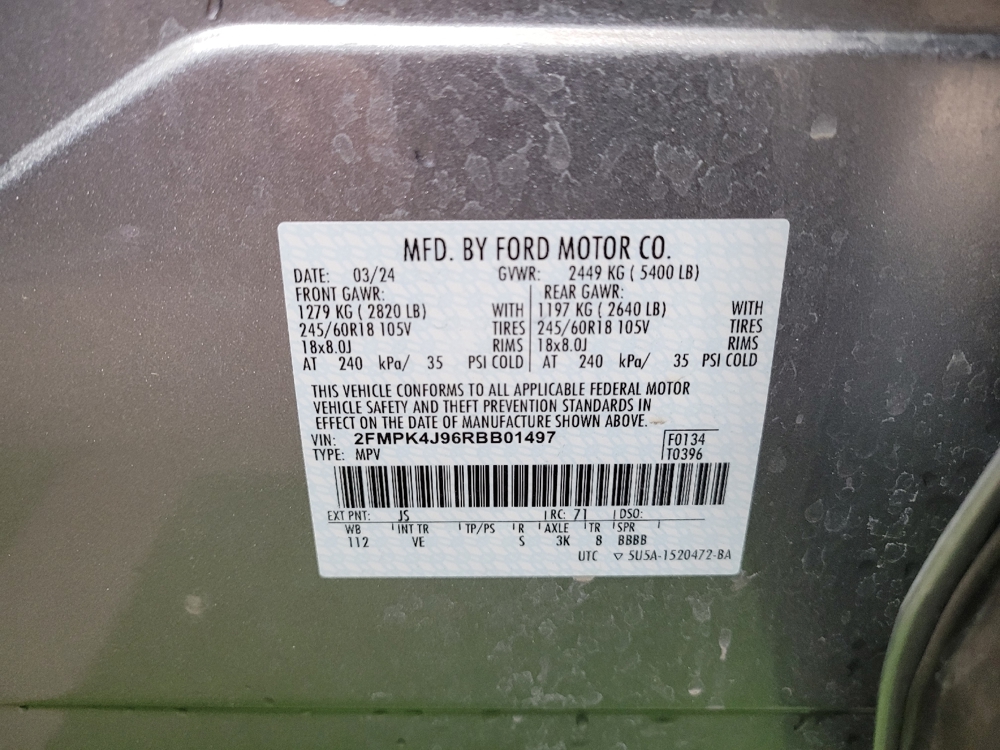 MFD. BY FORD MOTOR CO.
DATE: 03/24 GVWR: 2449 KG ( 5400 LB)
FRONT GAWR: REAR GAWR:
1279 KG ( 2820 LB) WITH 1197 KG ( 2640 LB) WITH
245/60R18 105V TIRES 245/60R18 105V TIRES
18x8.0J RIMS 18x8.0J RIMS
AT 240 kPa/ 35 PSI COLD AT 240 kPa/ 35 PSI COLD
THIS VEHICLE CONFORMS TO ALL APPLICABLE FEDERAL MOTOR
VEHICLE SAFETY AND THEFT PREVENTION STANDARDS IN
EFFECT ON THE DATE OF MANUFACTURE SHOWN ABOVE.
VIN: 2FMPK4J96RBB01497 F0134
TYPE: MPV T0396
EXT PNT: JS RC: 71 DSO:
WB INT TR TP/PS R AXLE TR SPR
112 VE S 3K 8 BBBB
UTC ▽ 5U5A-1520472-BA